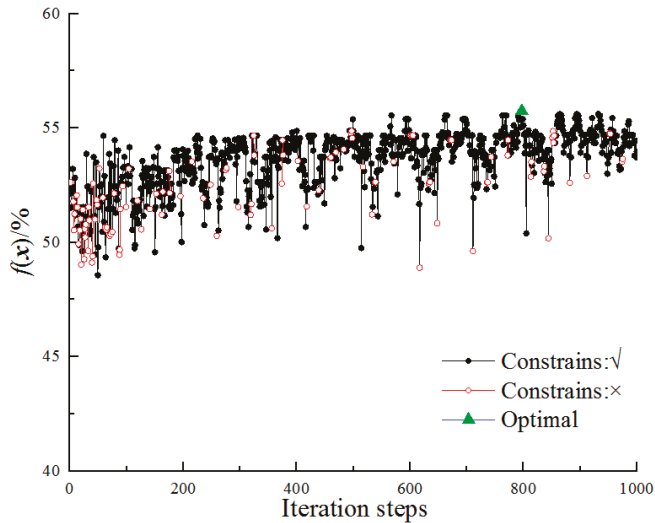 60
55
50
45
40
f(x)/%
Constrains:√
Constrains:×
Optimal
0 200 400 600 800 1000
Iteration steps